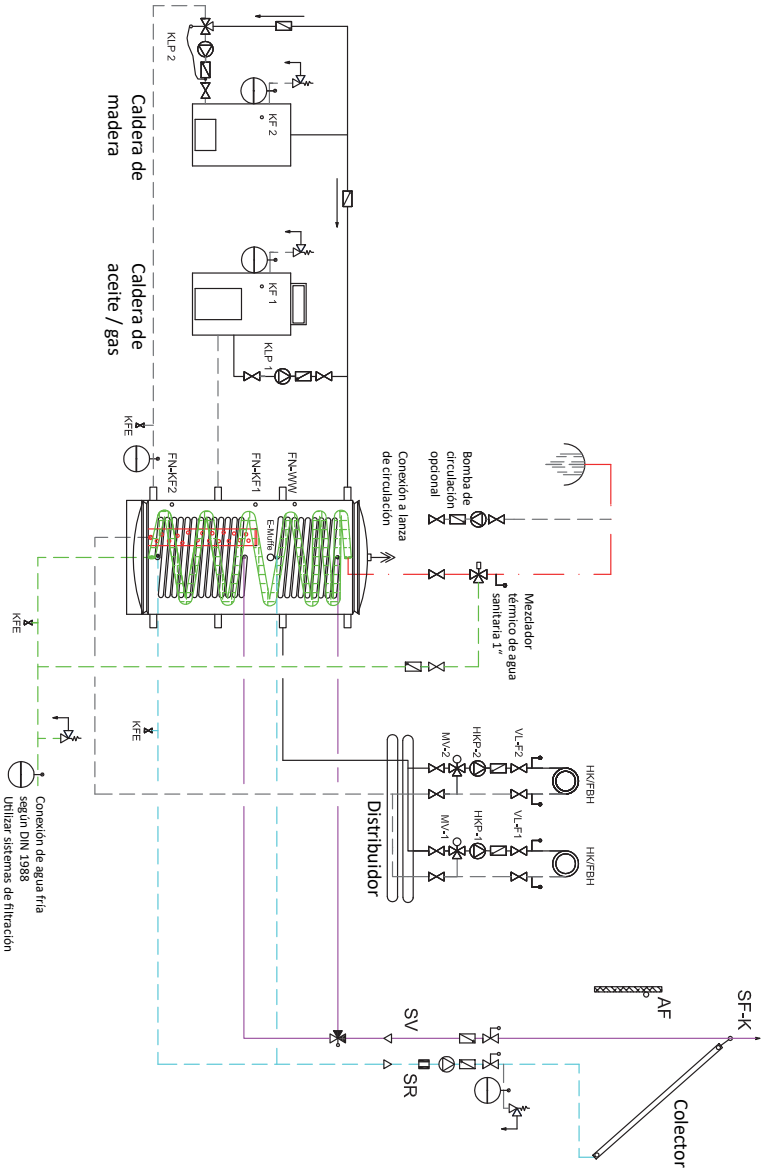 KLP 2
Caldera de
madera
KF 2
Caldera de
aceite / gas
KF 1
KLP 1
KFE
FN-KF2
FN-KF1
FN-WW
E-Muffe
Conexión a lanza
de circulación
Bomba de
circulación
opcional
Mezclador
térmico de agua
sanitaria 1"
KFE
KFE
Conexión de agua fría
según DIN 1988
Utilizar sistemas de filtración
Distribuidor
MV-2
HKP-2
VL-F2
HK/FBH
MV-1
HKP-1
VL-F1
HK/FBH
AF
SF-K
SV
SR
Colector